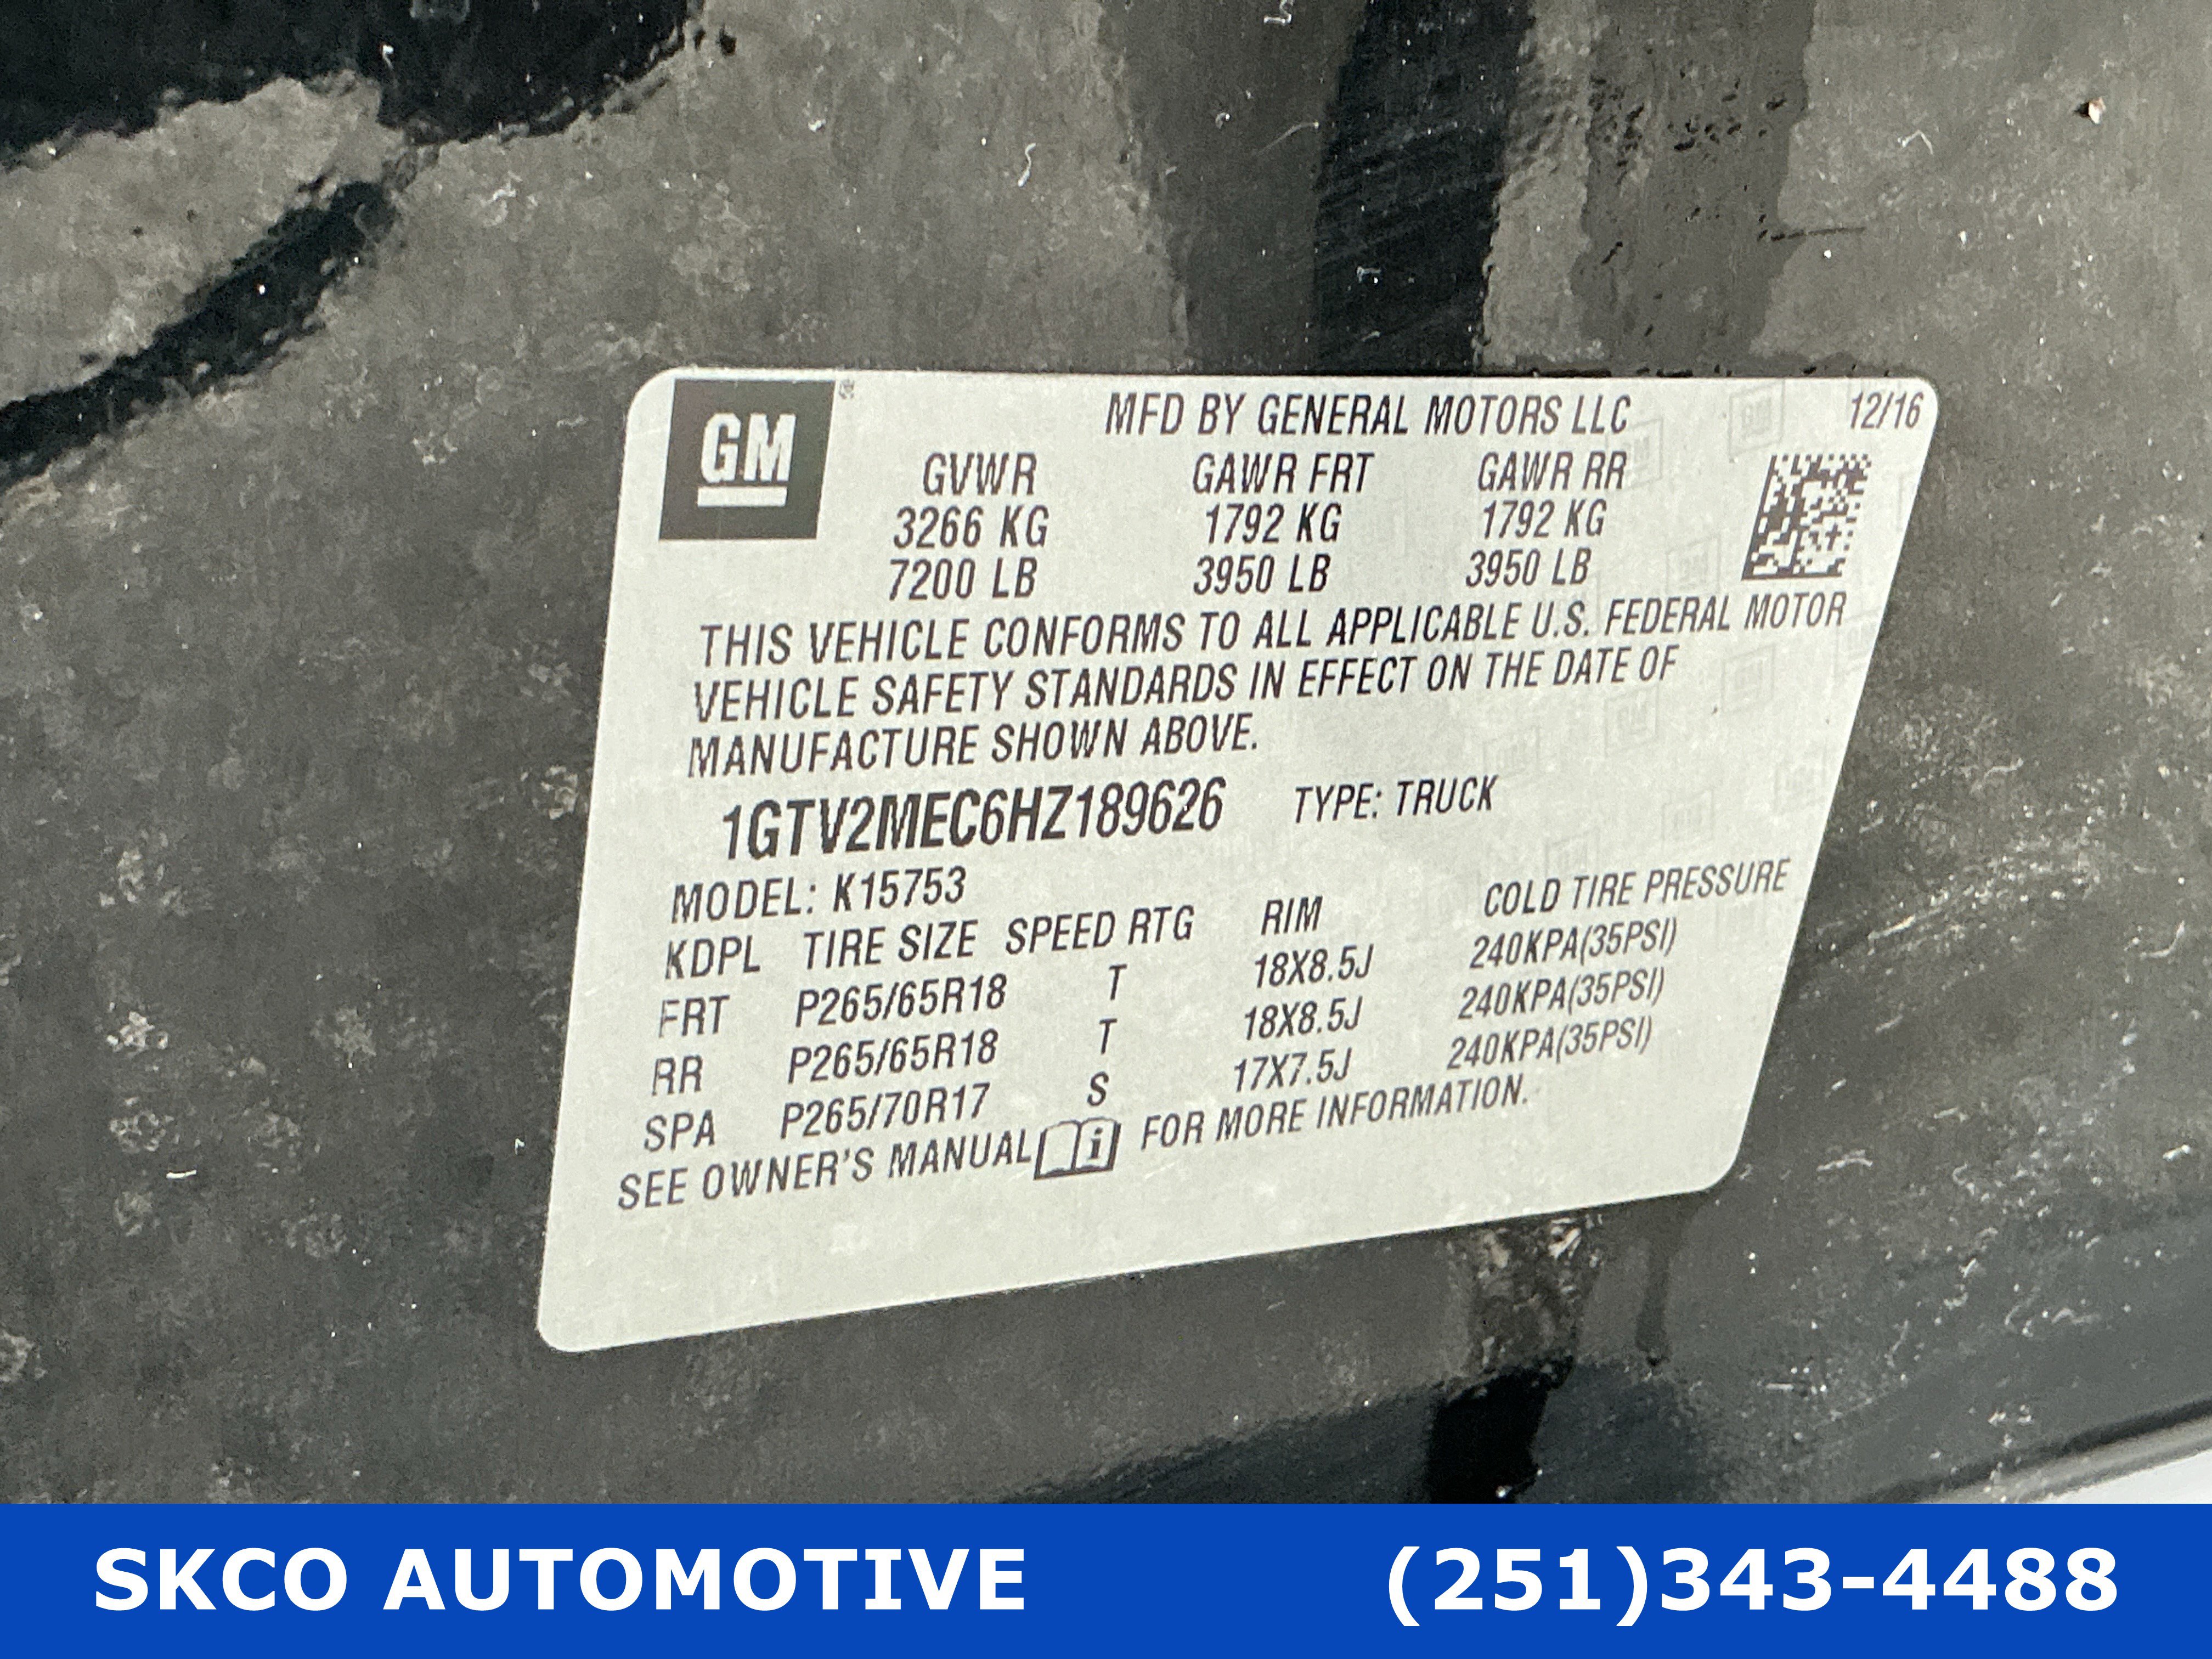 GM ®
MFD BY GENERAL MOTORS LLC 12/16
GVWR GAWR FRT GAWR RR
3266 KG 1792 KG 1792 KG
7200 LB 3950 LB 3950 LB
THIS VEHICLE CONFORMS TO ALL APPLICABLE U.S. FEDERAL MOTOR
VEHICLE SAFETY STANDARDS IN EFFECT ON THE DATE OF
MANUFACTURE SHOWN ABOVE.
1GTV2MEC6HZ189626 TYPE: TRUCK
MODEL: K15753
KDPL TIRE SIZE SPEED RTG RIM COLD TIRE PRESSURE
FRT P265/65R18 T 18X8.5J 240KPA(35PSI)
RR P265/65R18 T 18X8.5J 240KPA(35PSI)
SPA P265/70R17 S 17X7.5J 240KPA(35PSI)
SEE OWNER'S MANUAL i FOR MORE INFORMATION.
SKCO AUTOMOTIVE (251)343-4488